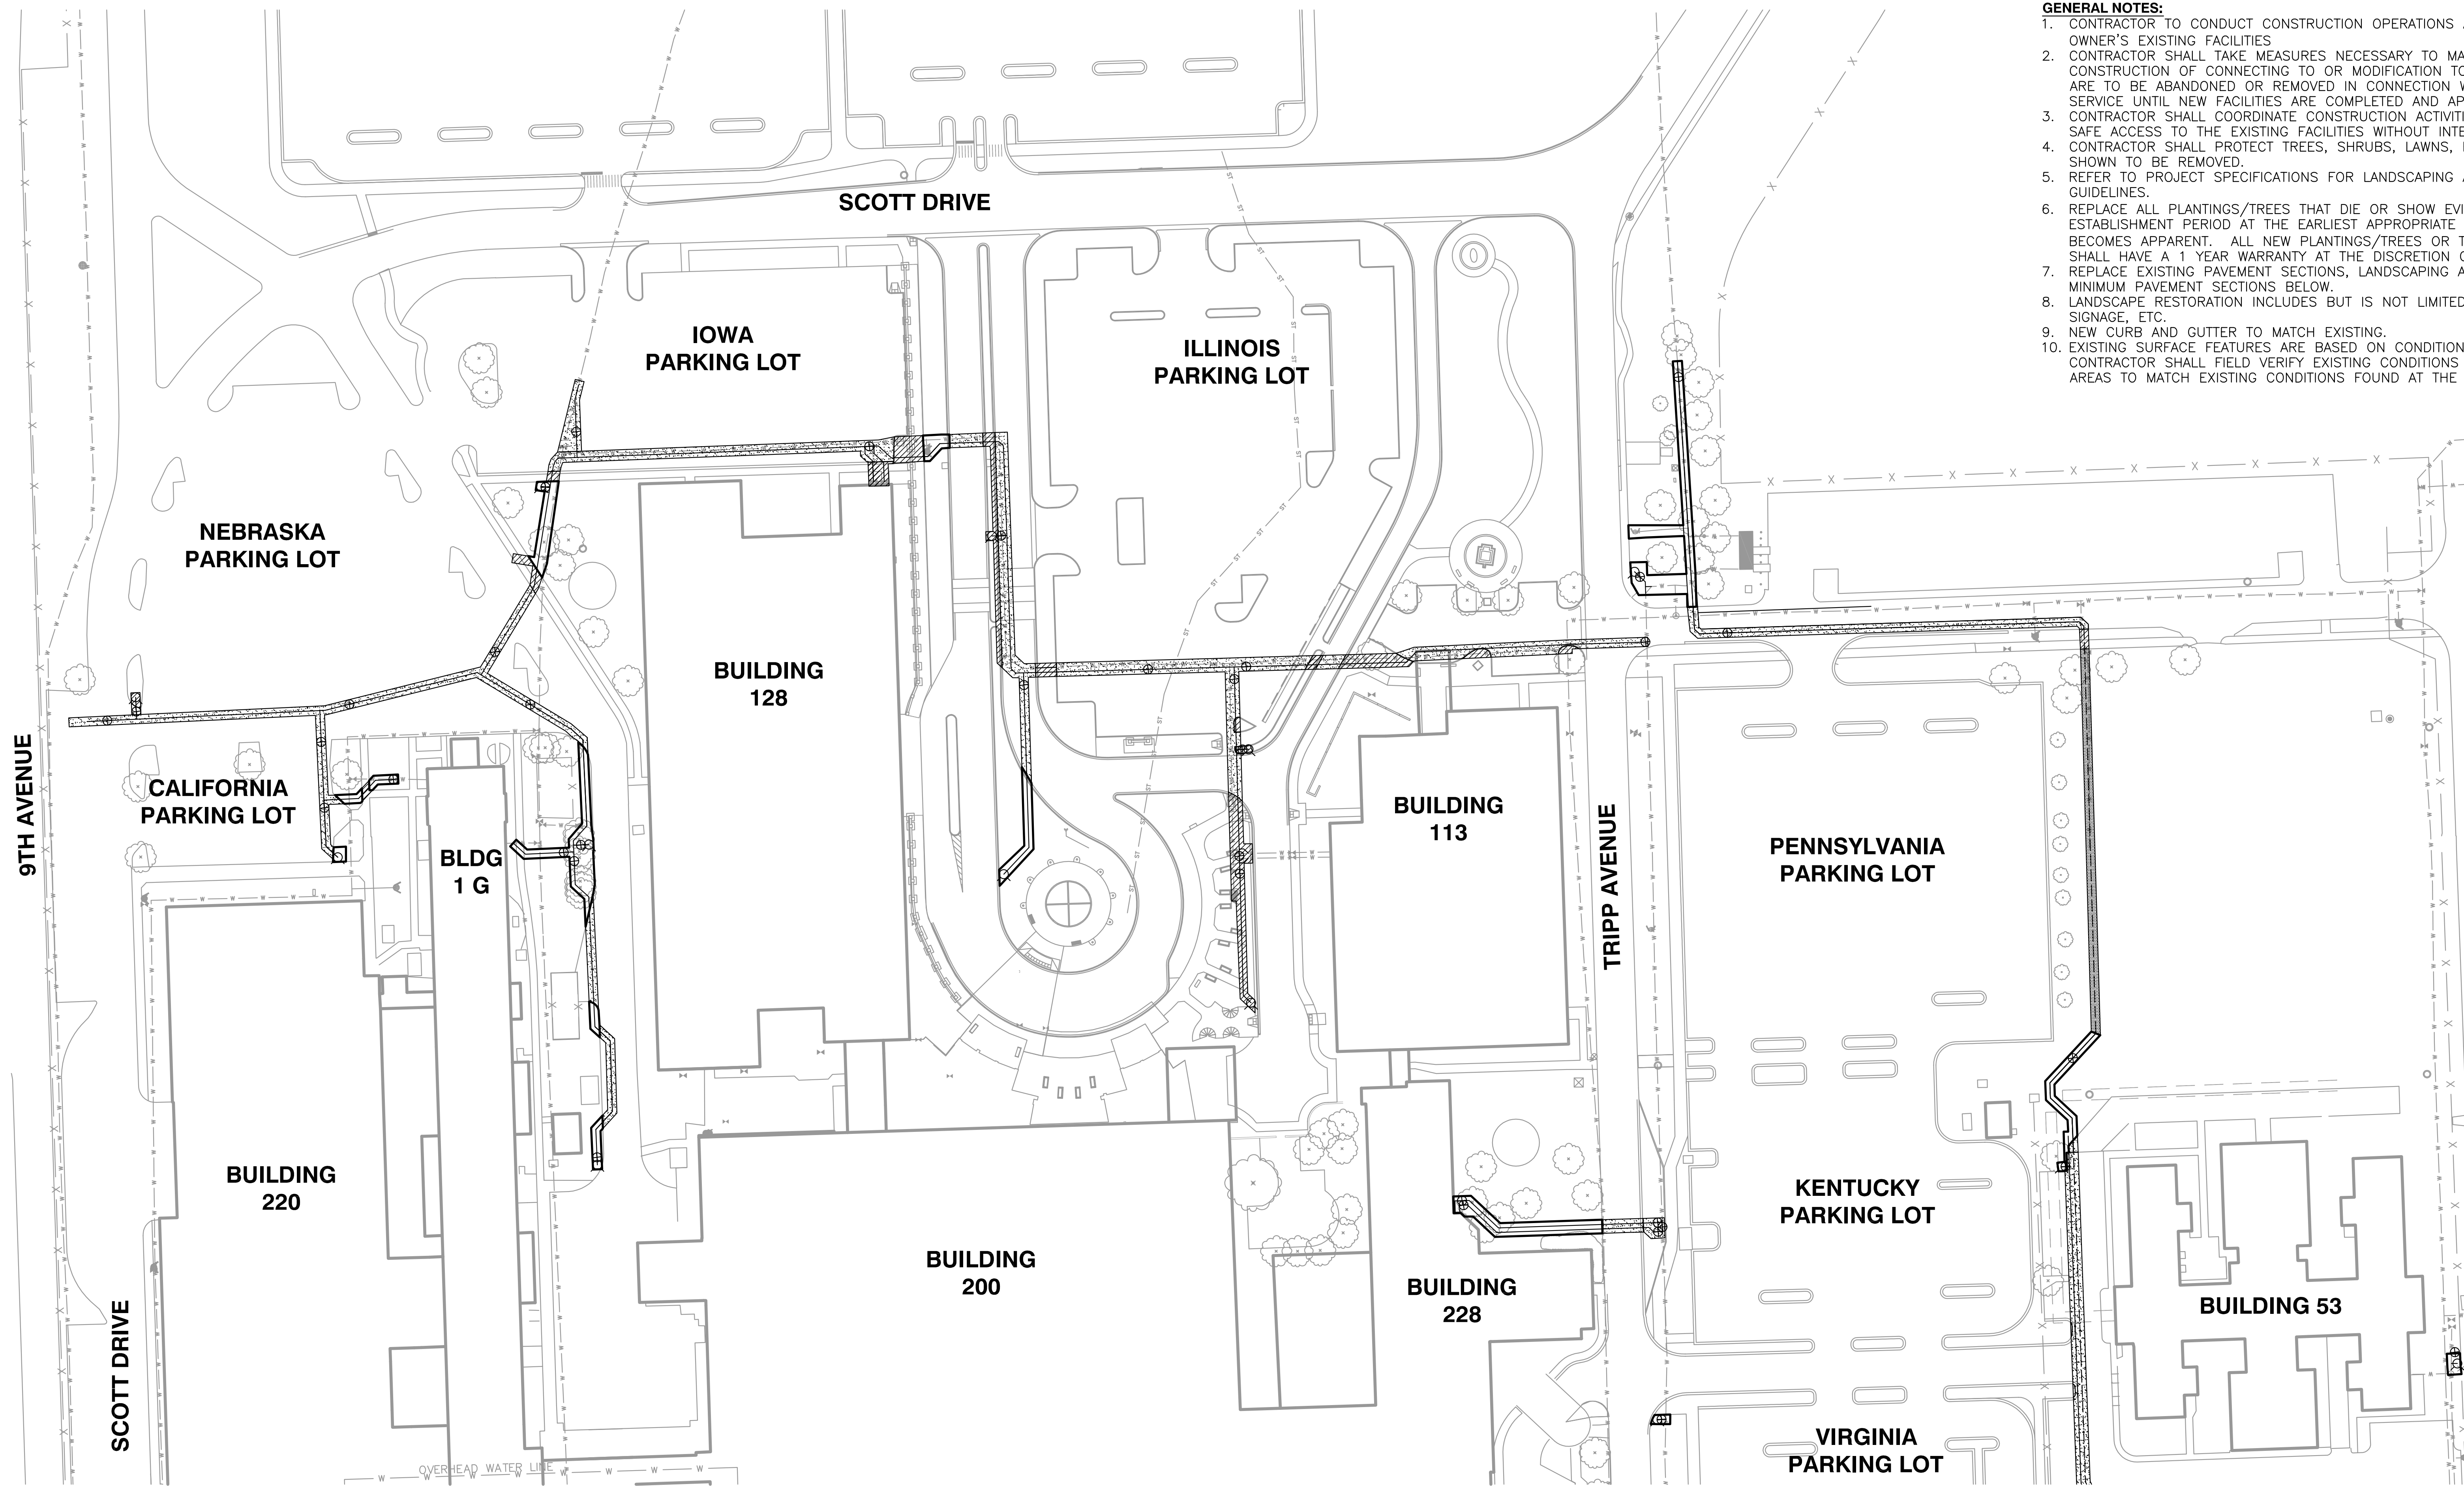 GENERAL NOTES:
1. CONTRACTOR TO CONDUCT CONSTRUCTION OPERATIONS
OWNER'S EXISTING FACILITIES
2. CONTRACTOR SHALL TAKE MEASURES NECESSARY TO
CONSTRUCTION OF CONNECTING TO OR MODIFICATION TO
ARE TO BE ABANDONED OR REMOVED IN CONNECTION
SERVICE UNTIL NEW FACILITIES ARE COMPLETED AND
3. CONTRACTOR SHALL COORDINATE CONSTRUCTION
SAFE ACCESS TO THE EXISTING FACILITIES WITHOUT
4. CONTRACTOR SHALL PROTECT TREES, SHRUBS, LAWNS,
SHOWN TO BE REMOVED.
5. REFER TO PROJECT SPECIFICATIONS FOR LANDSCAPING
GUIDELINES.
6. REPLACE ALL PLANTINGS/TREES THAT DIE OR SHOW
ESTABLISHMENT PERIOD AT THE EARLIEST APPROPRIATE
BECOMES APPARENT. ALL NEW PLANTINGS/TREES OR
SHALL HAVE A 1 YEAR WARRANTY AT THE DISCRETION
7. REPLACE EXISTING PAVEMENT SECTIONS, LANDSCAPING
MINIMUM PAVEMENT SECTIONS BELOW.
8. LANDSCAPE RESTORATION INCLUDES BUT IS NOT LIMITED
SIGNAGE, ETC.
9. NEW CURB AND GUTTER TO MATCH EXISTING.
10. EXISTING SURFACE FEATURES ARE BASED ON
CONTRACTOR SHALL FIELD VERIFY EXISTING CONDITIONS
AREAS TO MATCH EXISTING CONDITIONS FOUND AT THE
SCOTT DRIVE
IOWA
PARKING LOT
ILLINOIS
PARKING LOT
NEBRASKA
PARKING LOT
BUILDING
128
9TH AVENUE
CALIFORNIA
PARKING LOT
BLDG
1 G
BUILDING
113
TRIPP AVENUE
PENNSYLVANIA
PARKING LOT
BUILDING
220
BUILDING
200
BUILDING
228
KENTUCKY
PARKING LOT
BUILDING 53
SCOTT DRIVE
OVERHEAD WATER LINE
VIRGINIA
PARKING LOT